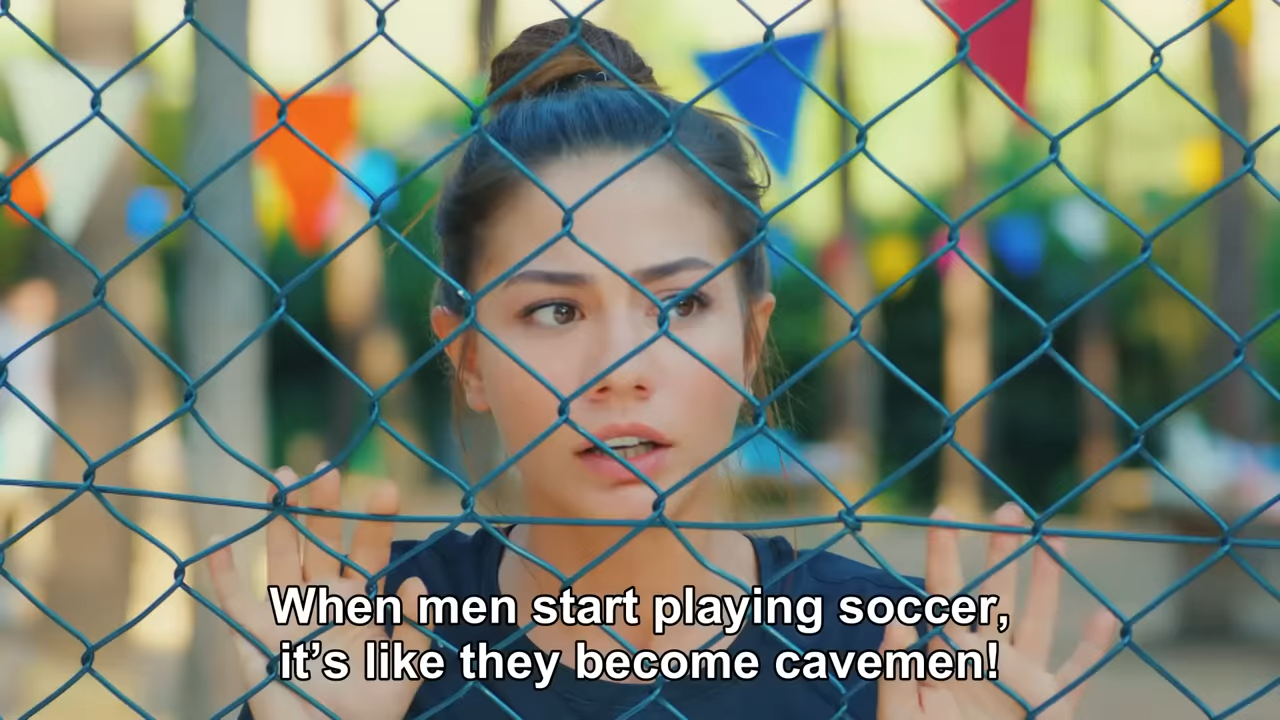 When men start playing soccer,
it’s like they become cavemen!